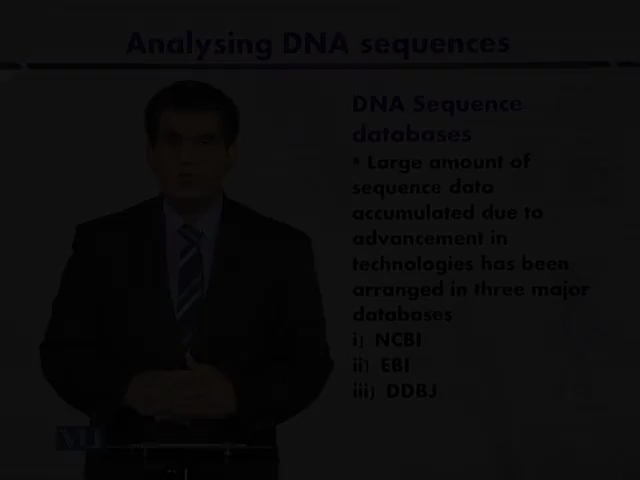 Analysing DNA sequences
DNA Sequence
databases
• Large amount of
sequence data
accumulated due to
advancement in
technologies has been
arranged in three major
databases
i) NCBI
ii) EBI
iii) DDBJ
VU